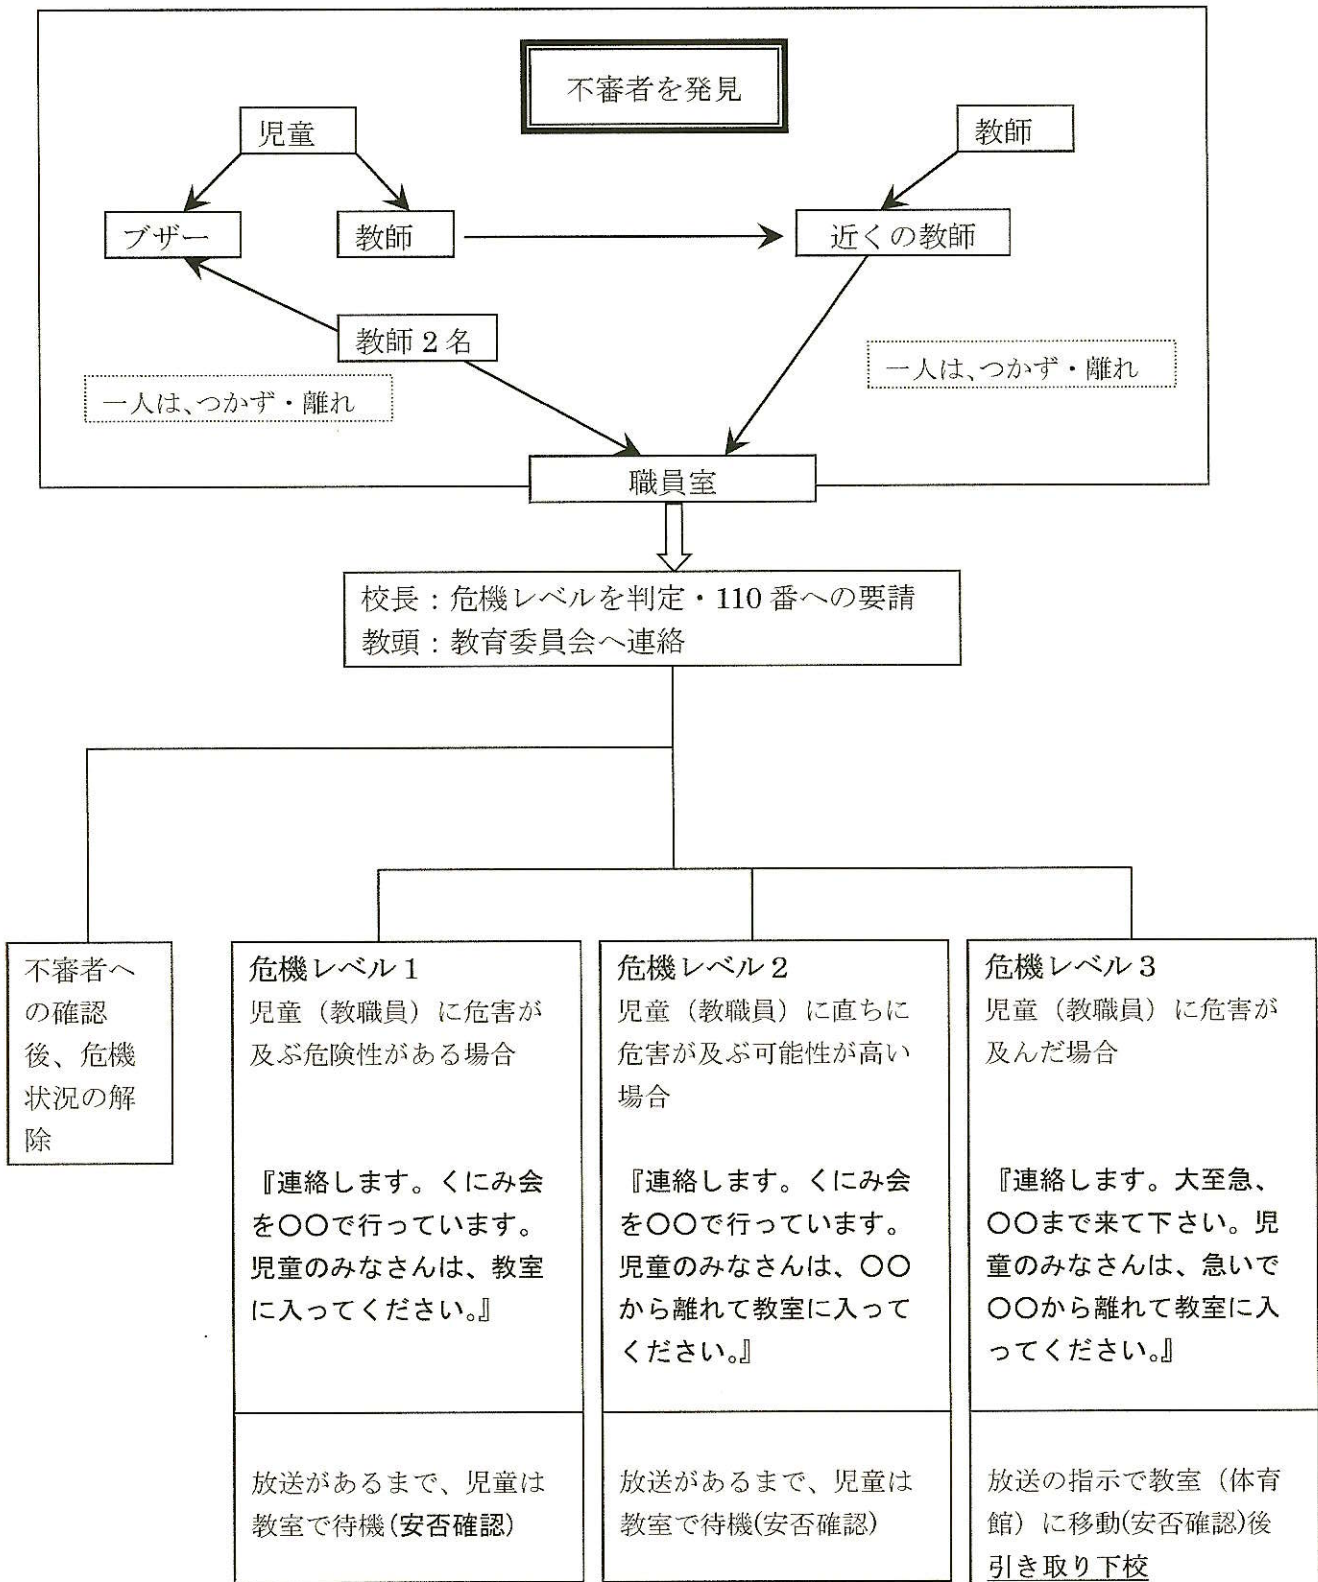 不審者を発見
児童
教師
ブザー
教師
近くの教師
教師２名
一人は、つかず・離れ
一人は、つかず・離れ
職員室
校長：危機レベルを判定・110 番への要請
教頭：教育委員会へ連絡
不審者へ
の確認
後、危機
状況の解
除
危機レベル１
児童（教職員）に危害が
及ぶ危険性がある場合
『連絡します。くにみ会
を〇〇で行っています。
児童のみなさんは、教室
に入ってください。』
放送があるまで、児童は
教室で待機(安否確認)
危機レベル２
児童（教職員）に直ちに
危害が及ぶ可能性が高い
場合
『連絡します。くにみ会
を〇〇で行っています。
児童のみなさんは、〇〇
から離れて教室に入って
ください。』
放送があるまで、児童は
教室で待機(安否確認)
危機レベル３
児童（教職員）に危害が
及んだ場合
『連絡します。大至急、
〇〇まで来て下さい。児
童のみなさんは、急いで
〇〇から離れて教室に入
ってください。』
放送の指示で教室（体育
館）に移動(安否確認)後
引き取り下校